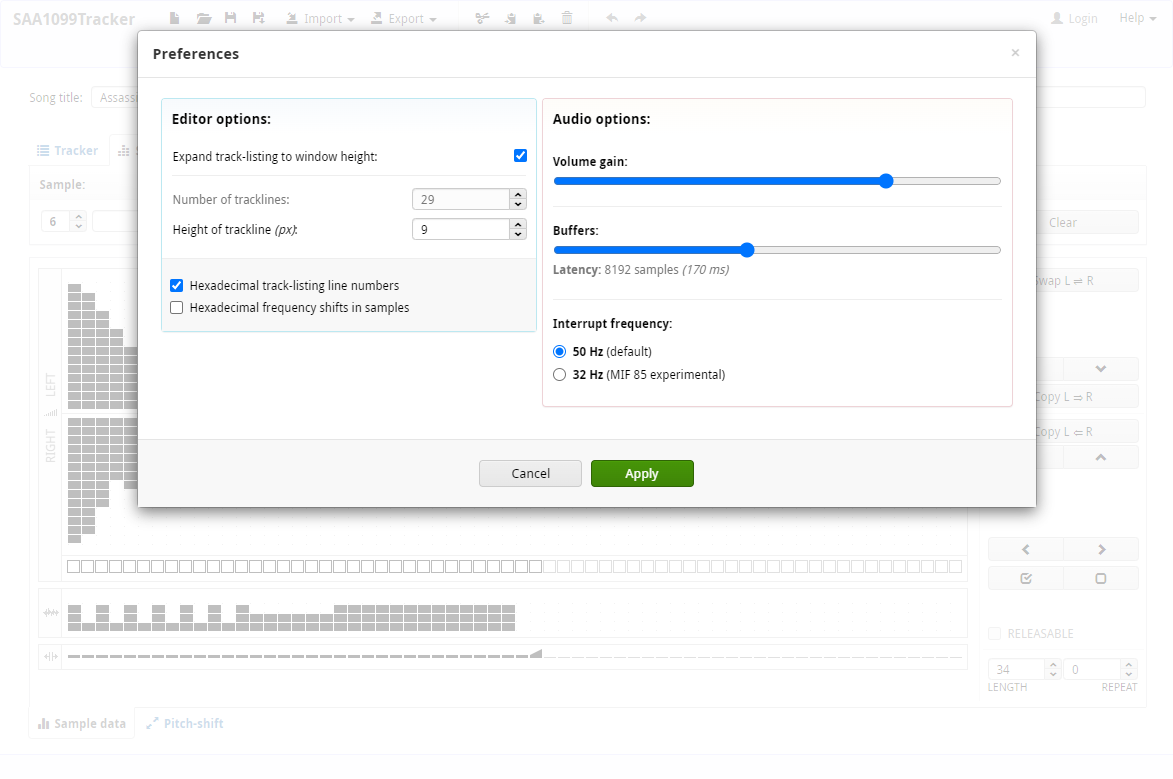 SAA1099Tracker
Import
Export
Login
Help
Preferences
×
Song title:
Assassi
Tracker
Sample:
6
Clear
Editor options:
Expand track-listing to window height:
Number of tracklines:
29
Height of trackline (px):
9
Hexadecimal track-listing line numbers
Hexadecimal frequency shifts in samples
Audio options:
Volume gain:
Buffers:
Latency: 8192 samples (170 ms)
Interrupt frequency:
50 Hz (default)
32 Hz (MIF 85 experimental)
Cancel
Apply
LEFT
RIGHT
Swap L ⇌ R
Copy L ⇒ R
Copy L ⇐ R
RELEASABLE
34
0
LENGTH
REPEAT
Sample data
Pitch-shift